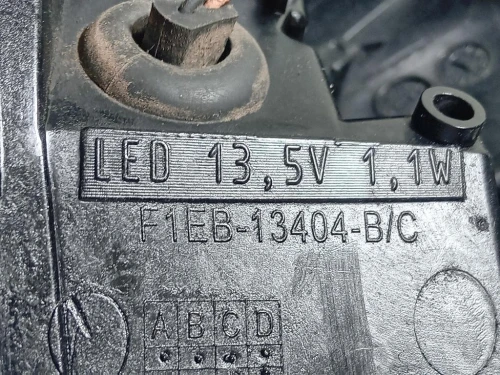 LED 13,5V 1,1W
F1EB-13404-B/C
A B C D